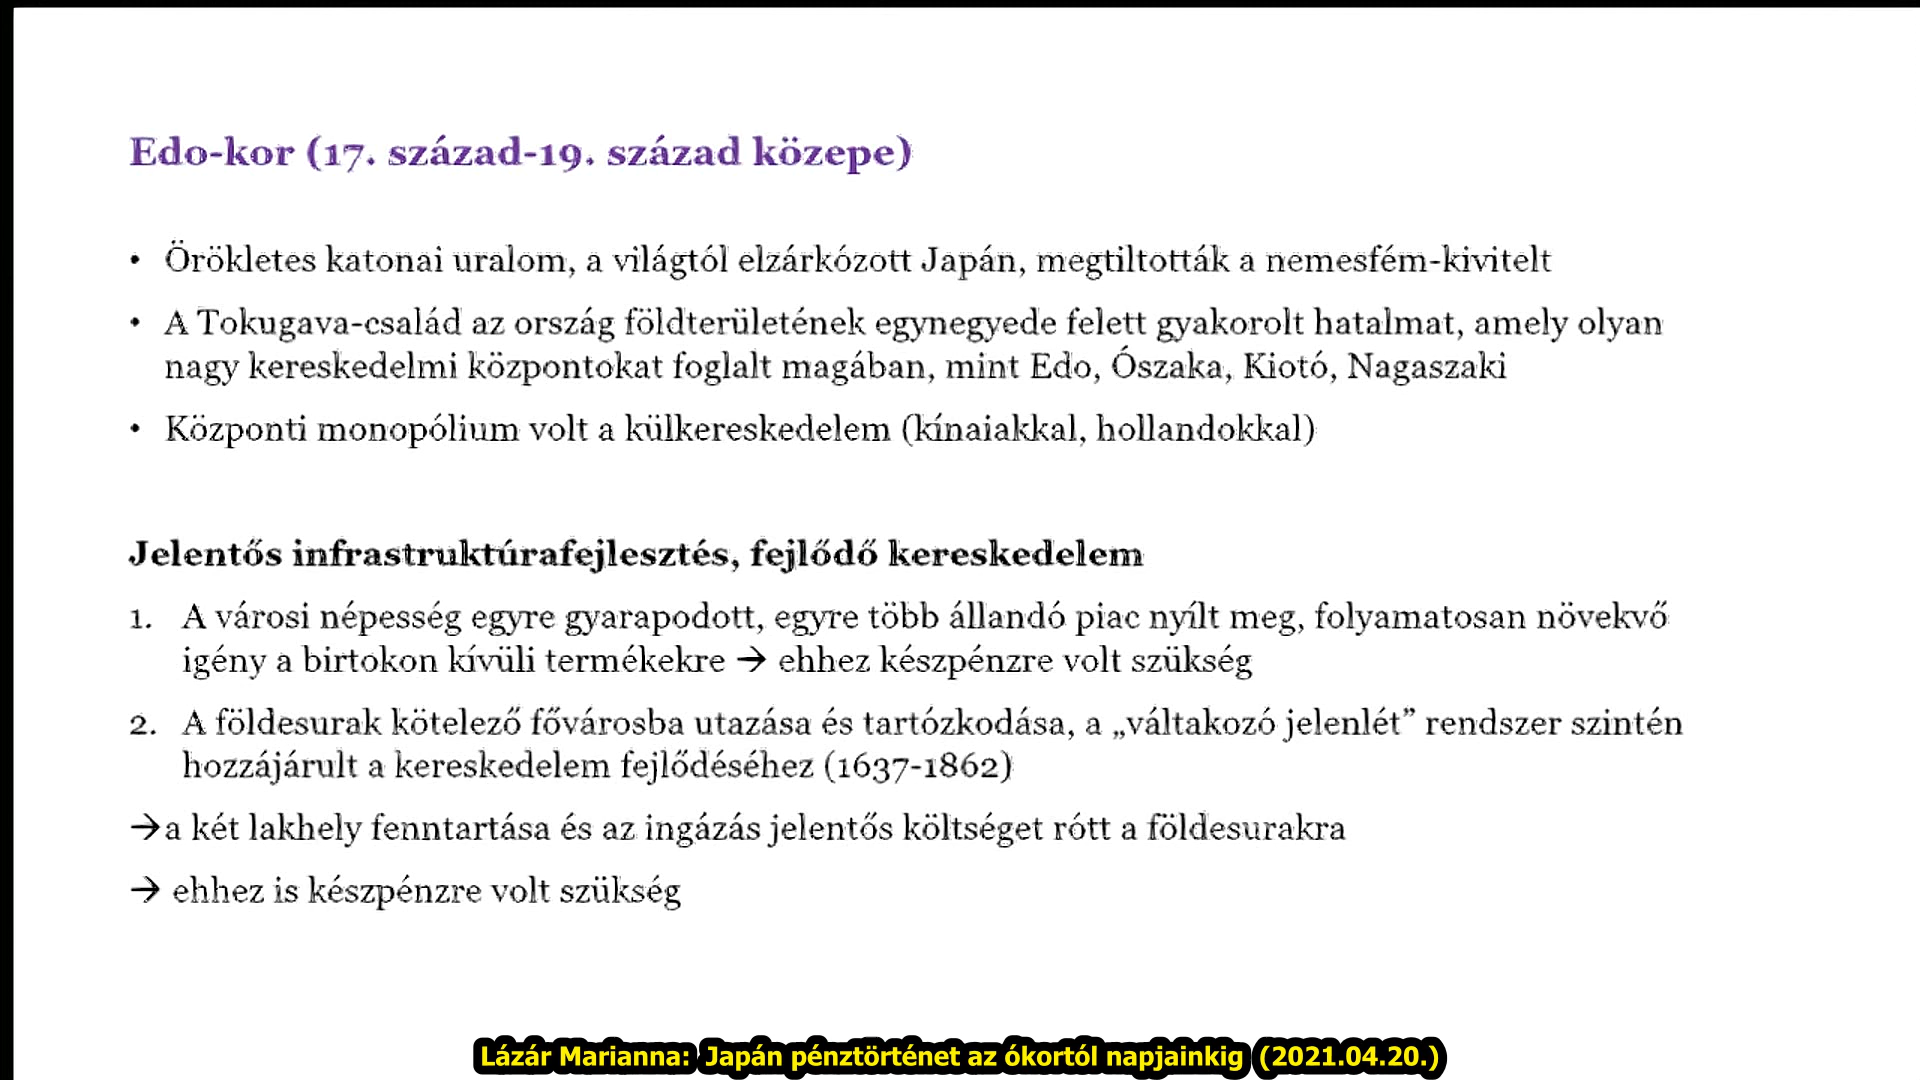 Edo-kor (17. század-19. század közepe)
• Örökletes katonai uralom, a világtól elzárkózott Japán, megtiltották a nemesfém-kivitelt
• A Tokugava-család az ország földterületének egynegyede felett gyakorolt hatalmat, amely olyan
nagy kereskedelmi központokat foglalt magában, mint Edo, Ószaka, Kiotó, Nagaszaki
• Központi monopólium volt a külkereskedelem (kínaiakkal, hollandokkal)
Jelentős infrastruktúrafejlesztés, fejlődő kereskedelem
1. A városi népesség egyre gyarapodott, egyre több állandó piac nyílt meg, folyamatosan növekvő
igény a birtokon kívüli termékekre → ehhez készpénzre volt szükség
2. A földesurak kötelező fővárosba utazása és tartózkodása, a „váltakozó jelenlét” rendszer szintén
hozzájárult a kereskedelem fejlődéséhez (1637-1862)
→a két lakhely fenntartása és az ingázás jelentős költséget rótt a földesurakra
→ ehhez is készpénzre volt szükség
Lázár Marianna: Japán pénztörténet az ókortól napjainkig (2021.04.20.)